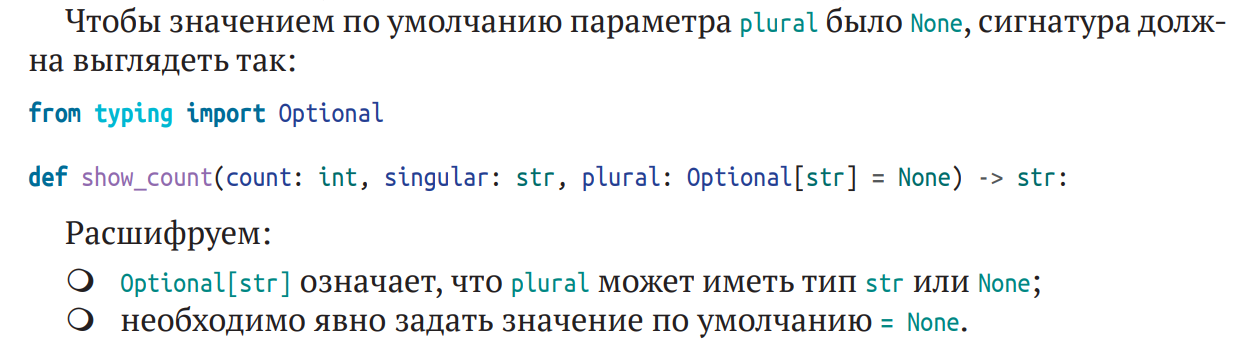 Чтобы значением по умолчанию параметра plural было None, сигнатура долж-
на выглядеть так:
from typing import Optional
def show_count(count: int, singular: str, plural: Optional[str] = None) -> str:
Расшифруем:
❍ Optional[str] означает, что plural может иметь тип str или None;
❍ необходимо явно задать значение по умолчанию = None.